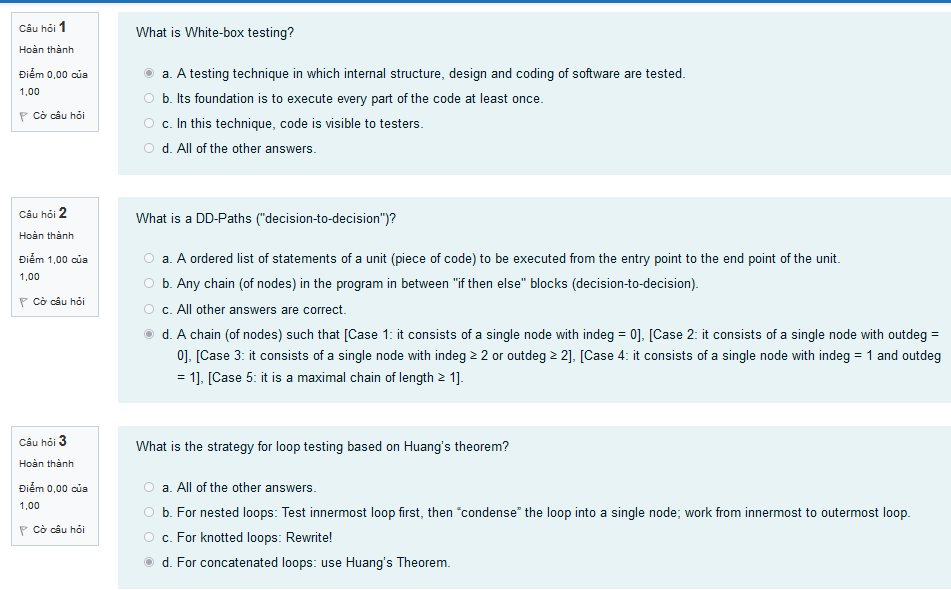 Câu hỏi 1
Hoàn thành
Điểm 0,00 của
1,00
Cờ câu hỏi
What is White-box testing?
a. A testing technique in which internal structure, design and coding of software are tested.
b. Its foundation is to execute every part of the code at least once.
c. In this technique, code is visible to testers.
d. All of the other answers.
Câu hỏi 2
Hoàn thành
Điểm 1,00 của
1,00
Cờ câu hỏi
What is a DD-Paths ("decision-to-decision")?
a. A ordered list of statements of a unit (piece of code) to be executed from the entry point to the end point of the unit.
b. Any chain (of nodes) in the program in between "if then else" blocks (decision-to-decision).
c. All other answers are correct.
d. A chain (of nodes) such that [Case 1: it consists of a single node with indeg = 0], [Case 2: it consists of a single node with outdeg =
0], [Case 3: it consists of a single node with indeg ≥ 2 or outdeg ≥ 2], [Case 4: it consists of a single node with indeg = 1 and outdeg
= 1], [Case 5: it is a maximal chain of length ≥ 1].
Câu hỏi 3
Hoàn thành
Điểm 0,00 của
1,00
Cờ câu hỏi
What is the strategy for loop testing based on Huang's theorem?
a. All of the other answers.
b. For nested loops: Test innermost loop first, then “condense” the loop into a single node; work from innermost to outermost loop.
c. For knotted loops: Rewrite!
d. For concatenated loops: use Huang's Theorem.